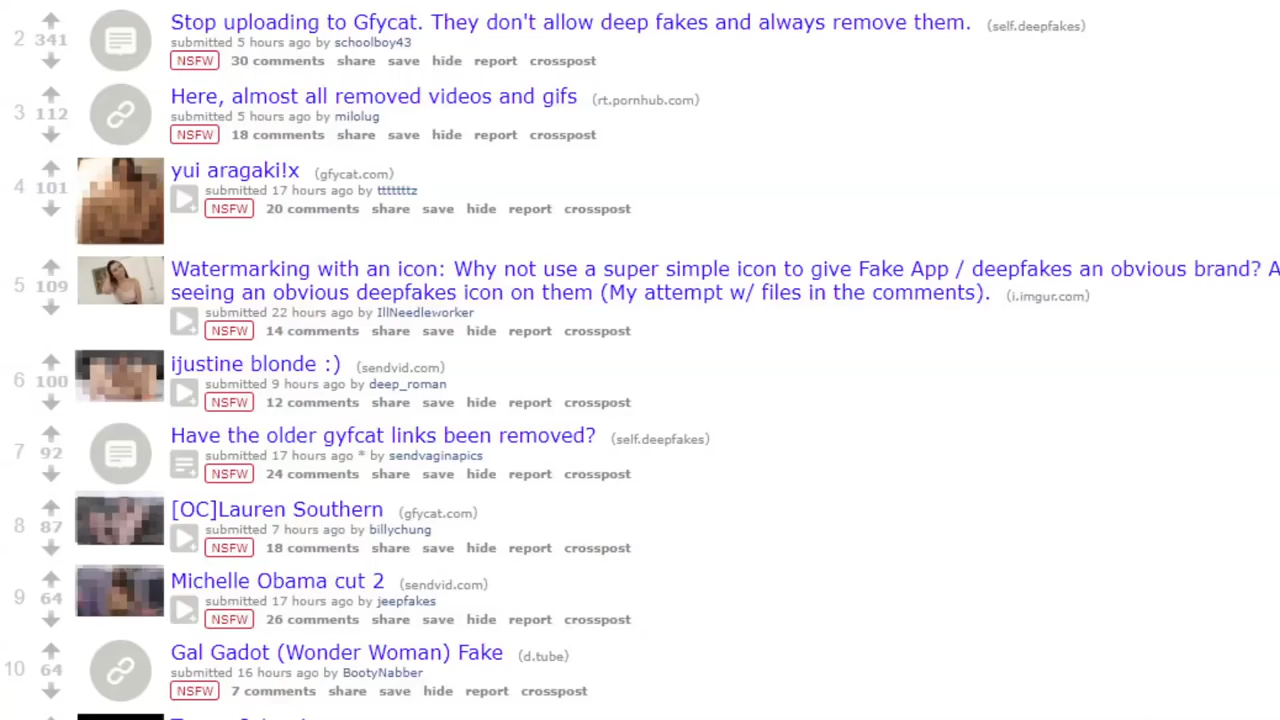 2 341 Stop uploading to Gfycat. They don't allow deep fakes and always remove them. (self.deepfakes)
submitted 5 hours ago by schoolboy43
NSFW 30 comments share save hide report crosspost
3 112 Here, almost all removed videos and gifs (rt.pornhub.com)
submitted 5 hours ago by milolug
NSFW 18 comments share save hide report crosspost
4 101 yui aragaki!x (gfycat.com)
submitted 17 hours ago by tttttttz
NSFW 20 comments share save hide report crosspost
5 109 Watermarking with an icon: Why not use a super simple icon to give Fake App / deepfakes an obvious brand? A
seeing an obvious deepfakes icon on them (My attempt w/ files in the comments). (i.imgur.com)
submitted 22 hours ago by IllNeedleworker
NSFW 14 comments share save hide report crosspost
6 100 ijustine blonde :) (sendvid.com)
submitted 9 hours ago by deep_roman
NSFW 12 comments share save hide report crosspost
7 92 Have the older gyfcat links been removed? (self.deepfakes)
submitted 17 hours ago * by sendvaginapics
NSFW 24 comments share save hide report crosspost
8 87 [OC]Lauren Southern (gfycat.com)
submitted 7 hours ago by billychung
NSFW 18 comments share save hide report crosspost
9 64 Michelle Obama cut 2 (sendvid.com)
submitted 17 hours ago by jeepfakes
NSFW 26 comments share save hide report crosspost
10 64 Gal Gadot (Wonder Woman) Fake (d.tube)
submitted 16 hours ago by BootyNabber
NSFW 7 comments share save hide report crosspost